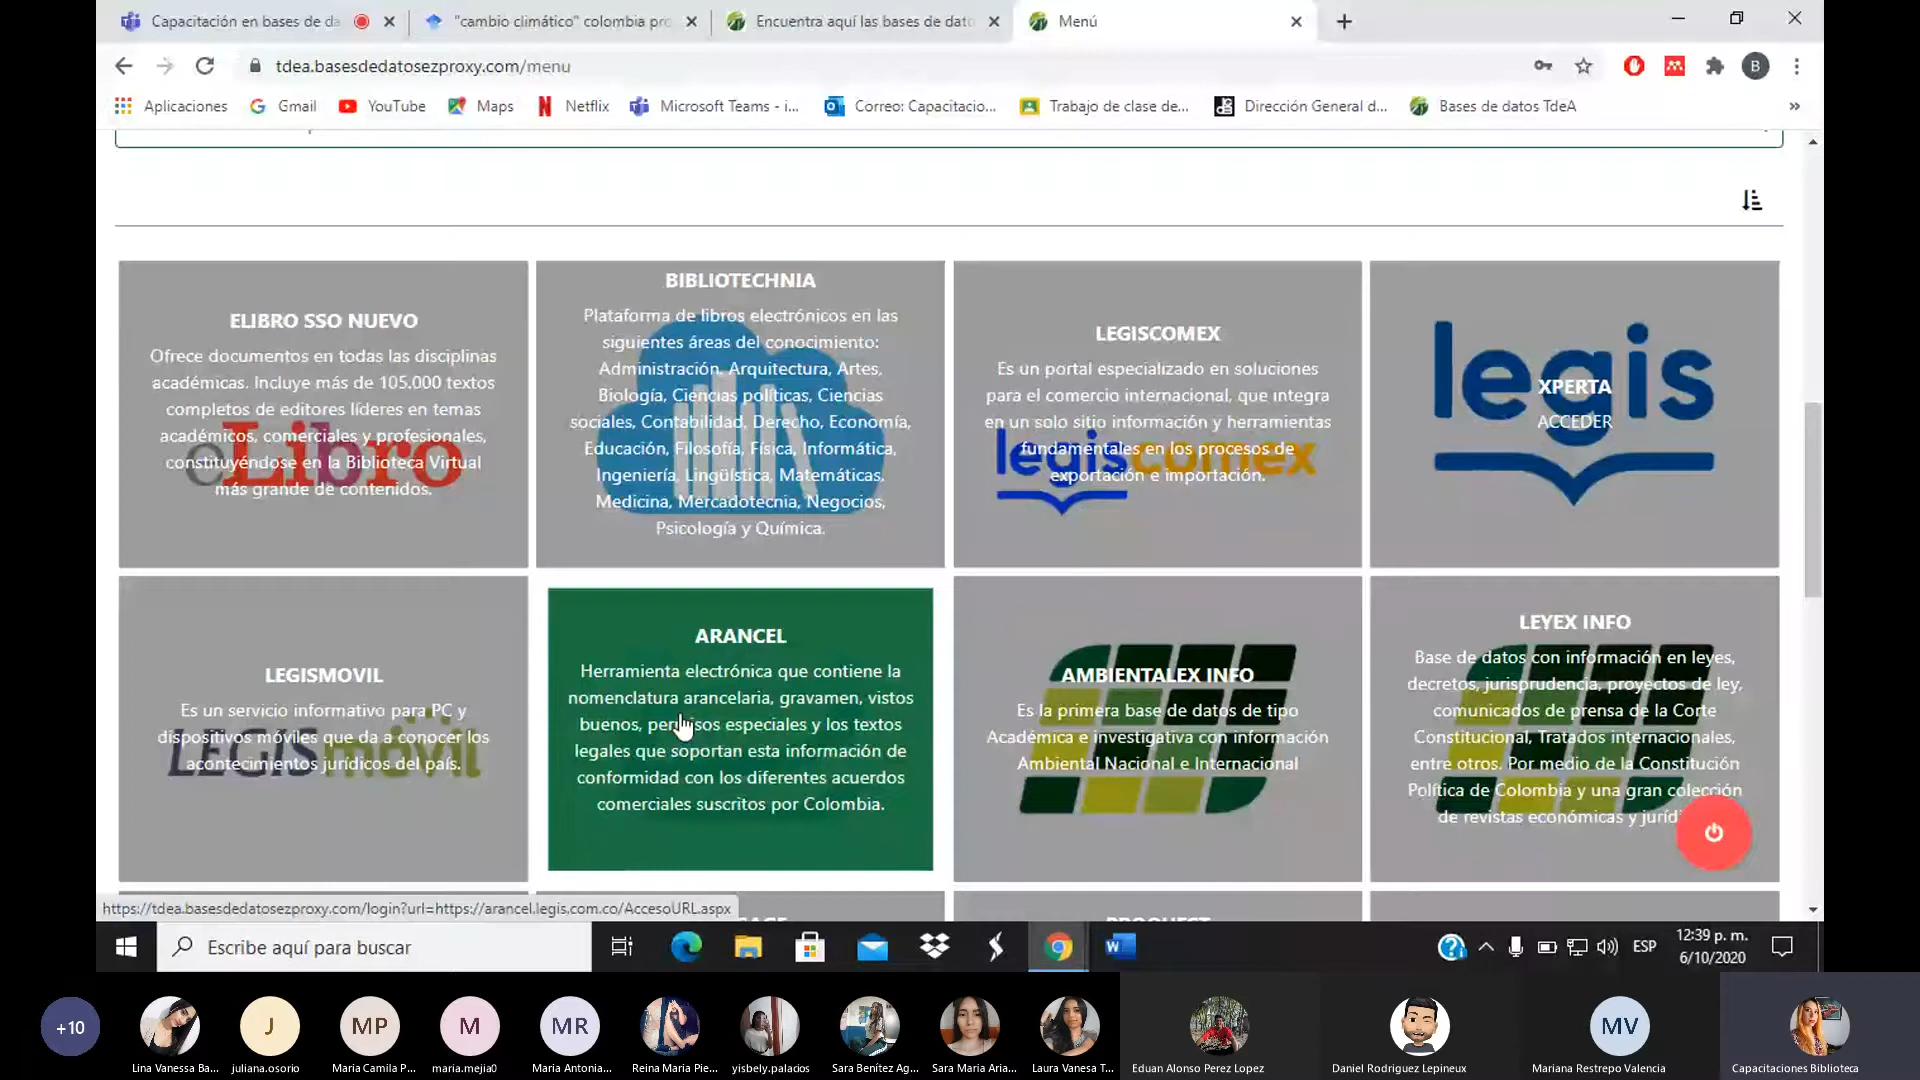 Capacitación en bases de da
"cambio climático" colombia pro
Encuentra aquí las bases de dato
Menú
tdea.basesdedatosezproxy.com/menu
B
Aplicaciones
Gmail
YouTube
Maps
Netflix
Microsoft Teams - i...
Correo: Capacitacio...
Trabajo de clase de...
Dirección General d...
Bases de datos TdeA
»
ELIBRO SSO NUEVO
Ofrece documentos en todas las disciplinas
académicas. Incluye más de 105.000 textos
completos de editores líderes en temas
académicos, comerciales y profesionales,
constituyéndose en la Biblioteca Virtual
más grande de contenidos.
eLibro
BIBLIOTECHNIA
Plataforma de libros electrónicos en las
siguientes áreas del conocimiento:
Administración, Arquitectura, Artes,
Biología, Ciencias políticas, Ciencias
sociales, Contabilidad, Derecho, Economía,
Educación, Filosofía, Física, Informática,
Ingeniería, Lingüística, Matemáticas,
Medicina, Mercadotecnia, Negocios,
Psicología y Química.
LEGISCOMEX
Es un portal especializado en soluciones
para el comercio internacional, que integra
en un solo sitio información y herramientas
fundamentales en los procesos de
exportación e importación.
legiscomex
legis
XPERTA
ACCEDER
LEGISMOVIL
Es un servicio informativo para PC y
dispositivos móviles que da a conocer los
acontecimientos jurídicos del país.
LEGISmóvil
ARANCEL
Herramienta electrónica que contiene la
nomenclatura arancelaria, gravamen, vistos
buenos, permisos especiales y los textos
legales que soportan esta información de
conformidad con los diferentes acuerdos
comerciales suscritos por Colombia.
AMBIENTALEX INFO
Es la primera base de datos de tipo
Académica e investigativa con información
Ambiental Nacional e Internacional
LEYEX INFO
Base de datos con información en leyes,
decretos, jurisprudencia, proyectos de ley,
comunicados de prensa de la Corte
Constitucional, Tratados internacionales,
entre otros. Por medio de la Constitución
Política de Colombia y una gran colección
de revistas económicas y juríd
https://tdea.basesdedatosezproxy.com/login?url=https://arancel.legis.com.co/AccesoURL.aspx
PROQUEST
Escribe aquí para buscar
ESP
12:39 p. m.
6/10/2020
+10
J
MP
M
MR
MV
Lina Vanessa Ba...
juliana.osorio
Maria Camila P...
maria.mejia0
Maria Antonia...
Reina Maria Pie...
yisbely.palacios
Sara Benítez Ag...
Sara Maria Aria...
Laura Vanesa T...
Eduan Alonso Perez Lopez
Daniel Rodriguez Lepineux
Mariana Restrepo Valencia
Capacitaciones Biblioteca